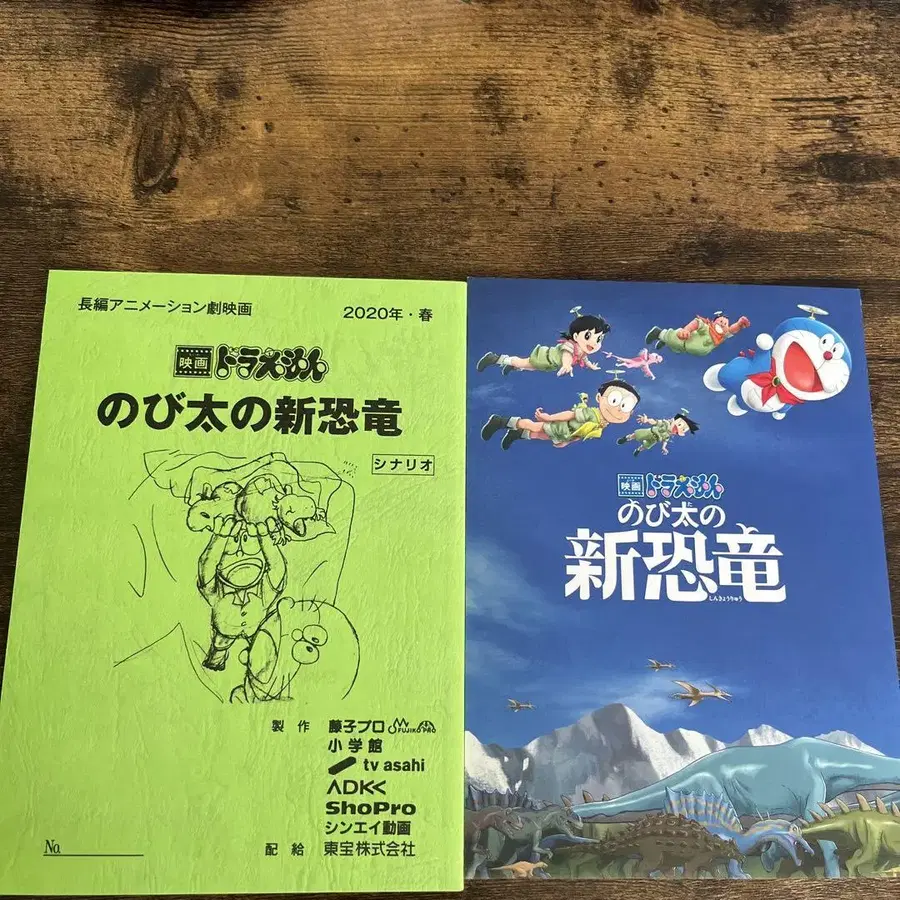 長編アニメーション劇映画
2020年・春
映画 ドラえもん
のび太の新恐竜
シナリオ
製作 藤子プロ FUJIKO PRO
小学館
tv asahi
ADK
ShoPro
シンエイ動画
配給 東宝株式会社
No.
映画 ドラえもん
のび太の
新恐竜
しんきょうりゅう